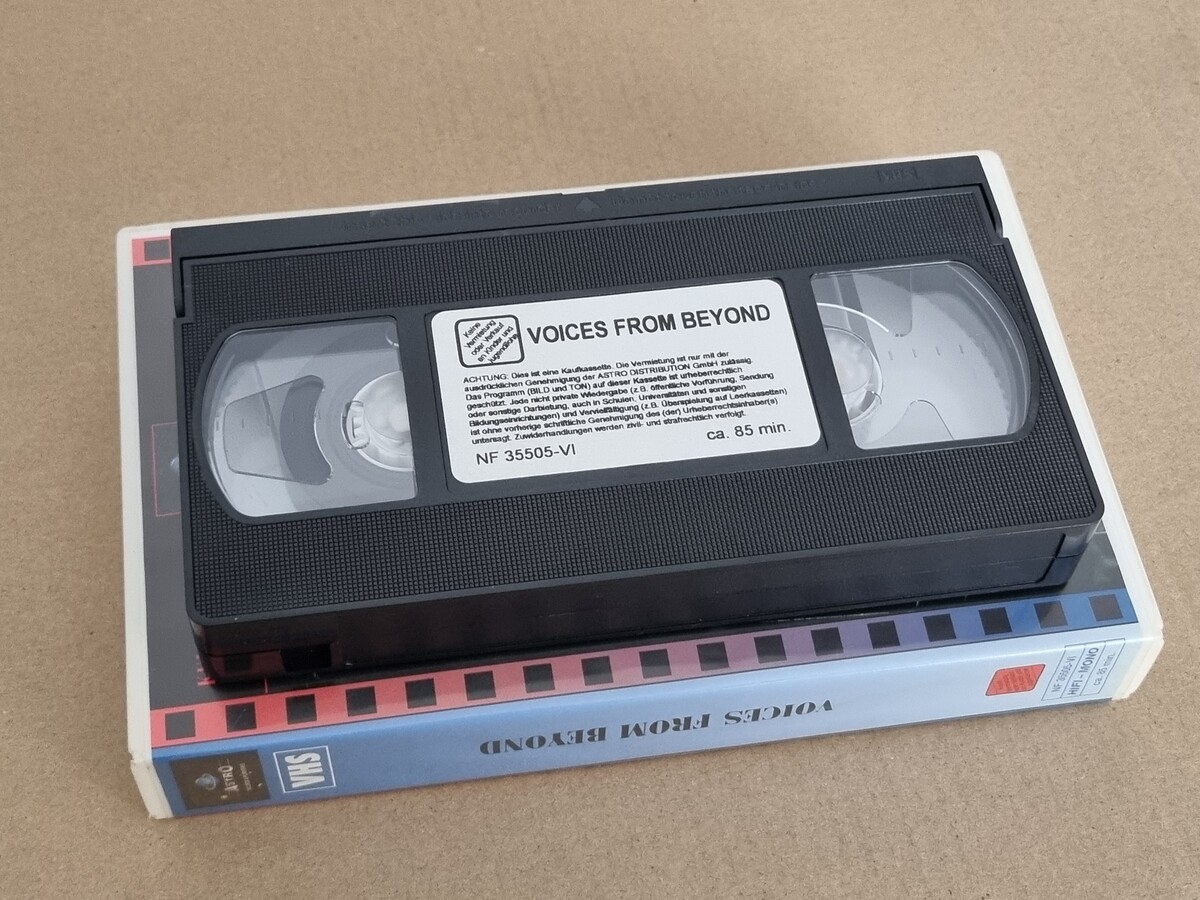 VHS
Keine
Vermietung
oder Verkauf
an Kinder und
Jugendliche
VOICES FROM BEYOND
ACHTUNG: Dies ist eine Kaufkassette. Die Vermietung ist nur mit der
ausdrücklichen Genehmigung der ASTRO DISTRIBUTION GmbH zulässig.
Das Programm (BILD und TON) auf dieser Kassette ist urheberrechtlich
geschützt. Jede nicht private Wiedergabe (z.B. öffentliche Vorführung, Sendung
oder sonstige Darbietung, auch in Schulen, Universitäten und sonstigen
Bildungseinrichtungen) und Vervielfältigung (z.B. Überspielung auf Leerkassetten)
ist ohne vorherige schriftliche Genehmigung des (der) Urheberrechtsinhaber(s)
untersagt. Zuwiderhandlungen werden zivil- und strafrechtlich verfolgt.
NF 35505-VI
ca. 85 min.
ASTRO
VHS
VOICES FROM BEYOND
NF 35505-VI
HIFI - MONO
ca. 85 min.